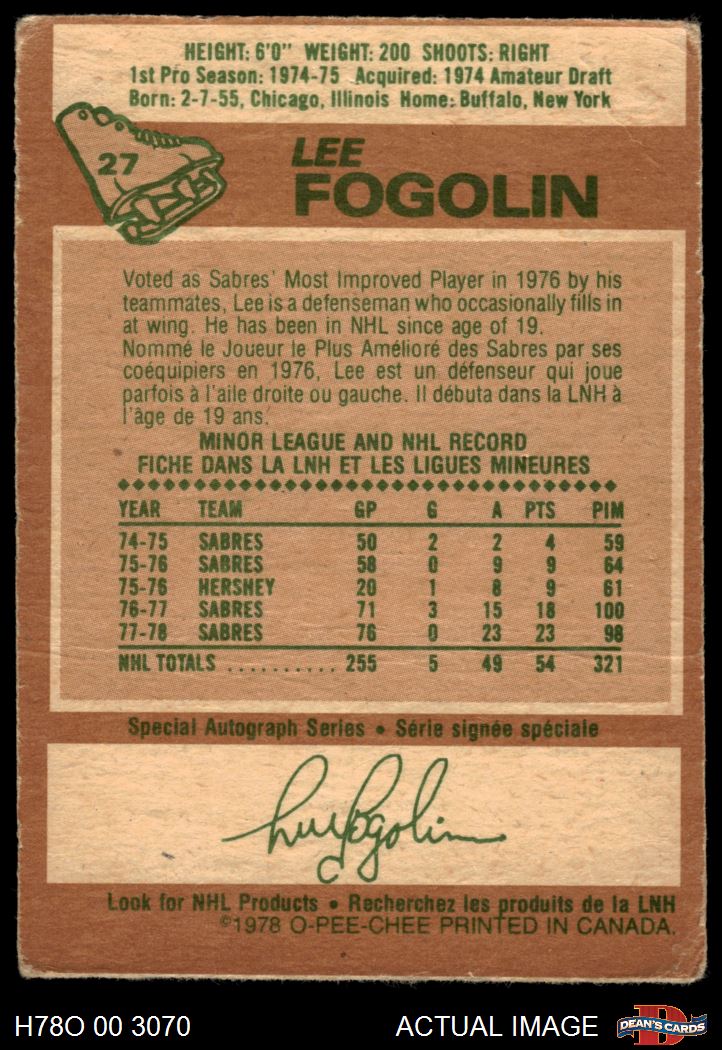 HEIGHT: 6'0" WEIGHT: 200 SHOOTS: RIGHT
1st Pro Season: 1974-75 Acquired: 1974 Amateur Draft
Born: 2-7-55, Chicago, Illinois Home: Buffalo, New York
27
LEE
FOGOLIN
Voted as Sabres' Most Improved Player in 1976 by his
teammates, Lee is a defenseman who occasionally fills in
at wing. He has been in NHL since age of 19.
Nommé le Joueur le Plus Amélioré des Sabres par ses
coéquipiers en 1976, Lee est un défenseur qui joue
parfois à l'aile droite ou gauche. Il débuta dans la LNH à
l'âge de 19 ans.
MINOR LEAGUE AND NHL RECORD
FICHE DANS LA LNH ET LES LIGUES MINEURES
YEAR TEAM GP G A PTS PIM
74-75 SABRES 50 2 2 4 59
75-76 SABRES 58 0 9 9 64
75-76 HERSHEY 20 1 8 9 61
76-77 SABRES 71 3 15 18 100
77-78 SABRES 76 0 23 23 98
NHL TOTALS .......... 255 5 49 54 321
Special Autograph Series • Série signée spéciale
Lee Fogolin
Look for NHL Products • Recherchez les produits de la LNH
©1978 O-PEE-CHEE PRINTED IN CANADA.
H78O 00 3070
ACTUAL IMAGE
D
DEAN'S CARDS